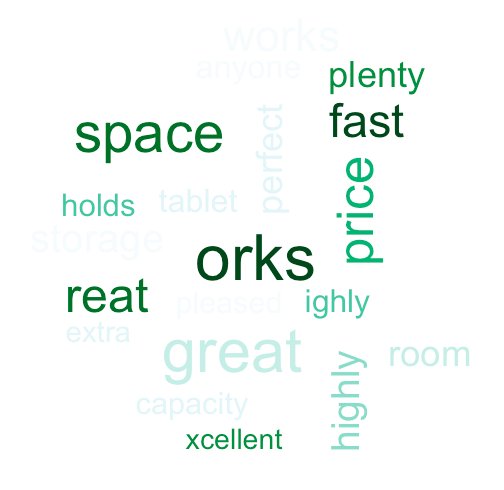 works
anyone
plenty
fast
space
perfect
price
holds
tablet
storage
orks
reat
pleased
ighly
extra
great
room
highly
capacity
xcellent